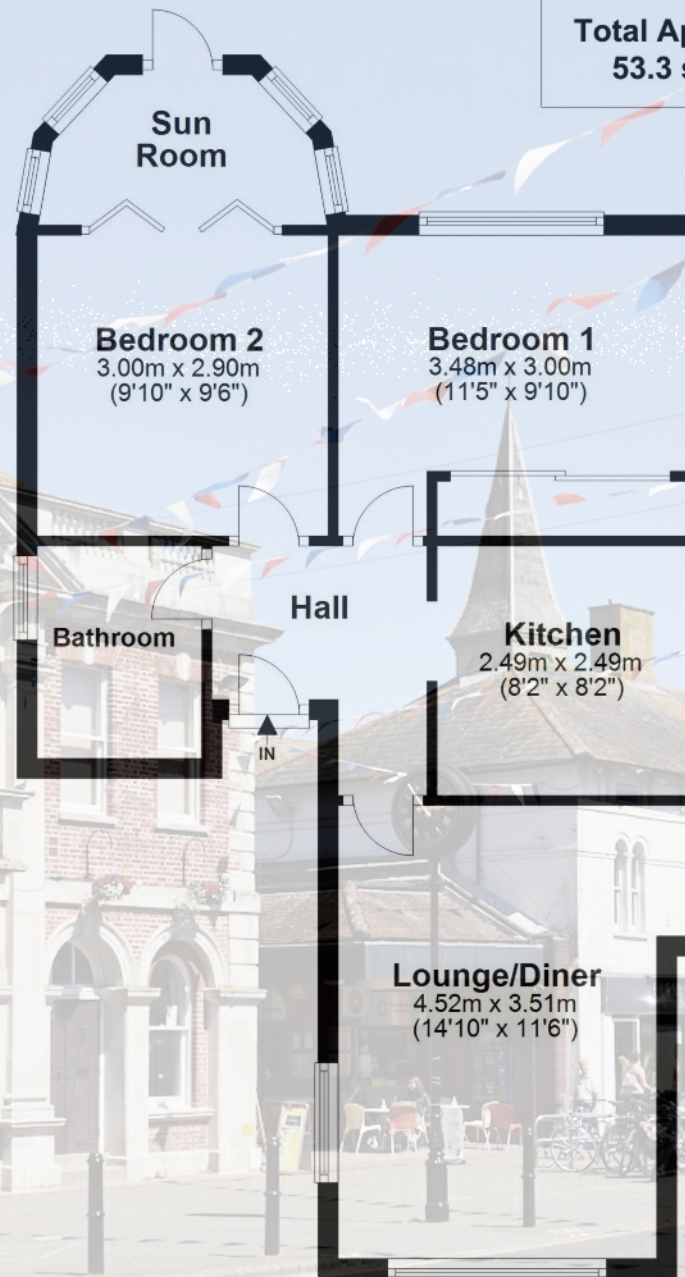 Total Ap
53.3 s
Sun
Room
Bedroom 2
3.00m x 2.90m
(9'10" x 9'6")
Bedroom 1
3.48m x 3.00m
(11'5" x 9'10")
Hall
Bathroom
Kitchen
2.49m x 2.49m
(8'2" x 8'2")
IN
Lounge/Diner
4.52m x 3.51m
(14'10" x 11'6")